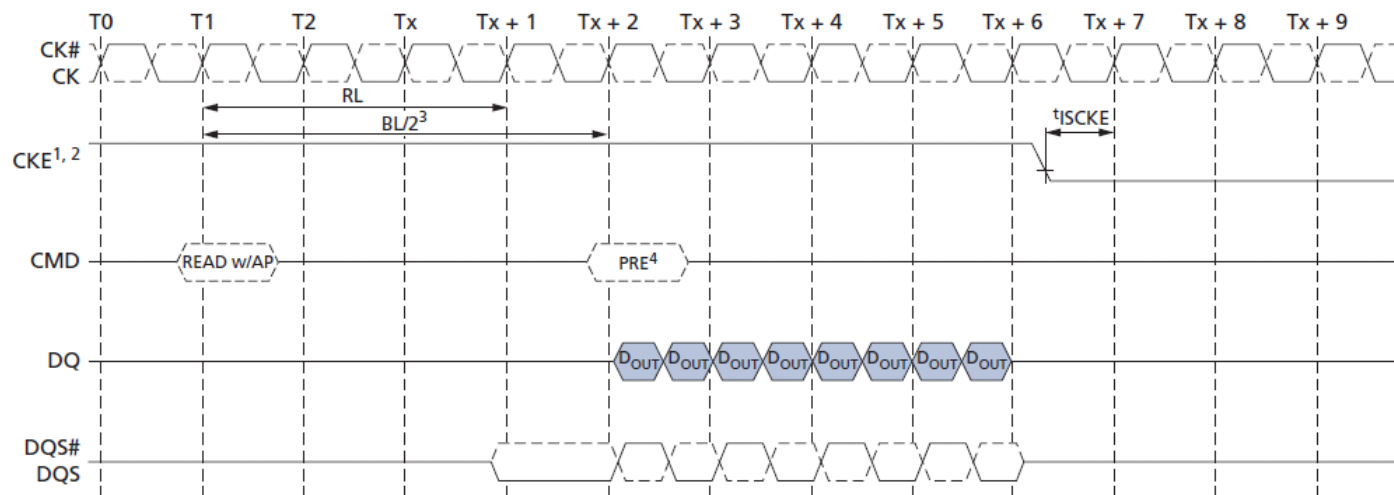 T0 T1 T2 Tx Tx + 1 Tx + 2 Tx + 3 Tx + 4 Tx + 5 Tx + 6 Tx + 7 Tx + 8 Tx + 9
CK#
CK
RL
BL/2³
tISCKE
CKE1, 2
CMD READ w/AP PRE⁴
DQ DOUT DOUT DOUT DOUT DOUT DOUT DOUT DOUT
DQS#
DQS